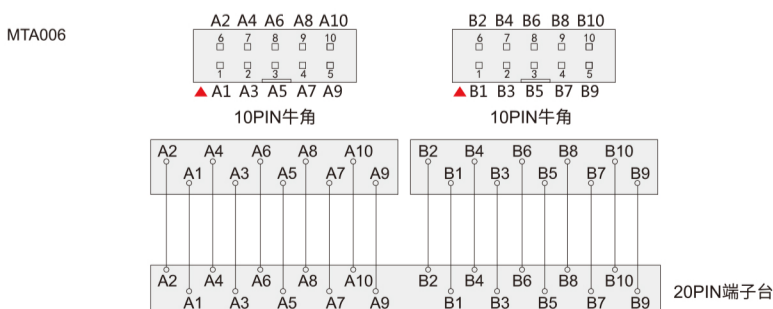 MTA006
A2 A4 A6 A8 A10
6 7 8 9 10
1 2 3 4 5
A1 A3 A5 A7 A9
10PIN牛角
B2 B4 B6 B8 B10
6 7 8 9 10
1 2 3 4 5
B1 B3 B5 B7 B9
10PIN牛角
A2 A4 A6 A8 A10
A1 A3 A5 A7 A9
B2 B4 B6 B8 B10
B1 B3 B5 B7 B9
A2 A4 A6 A8 A10 B2 B4 B6 B8 B10
A1 A3 A5 A7 A9 B1 B3 B5 B7 B9
20PIN端子台